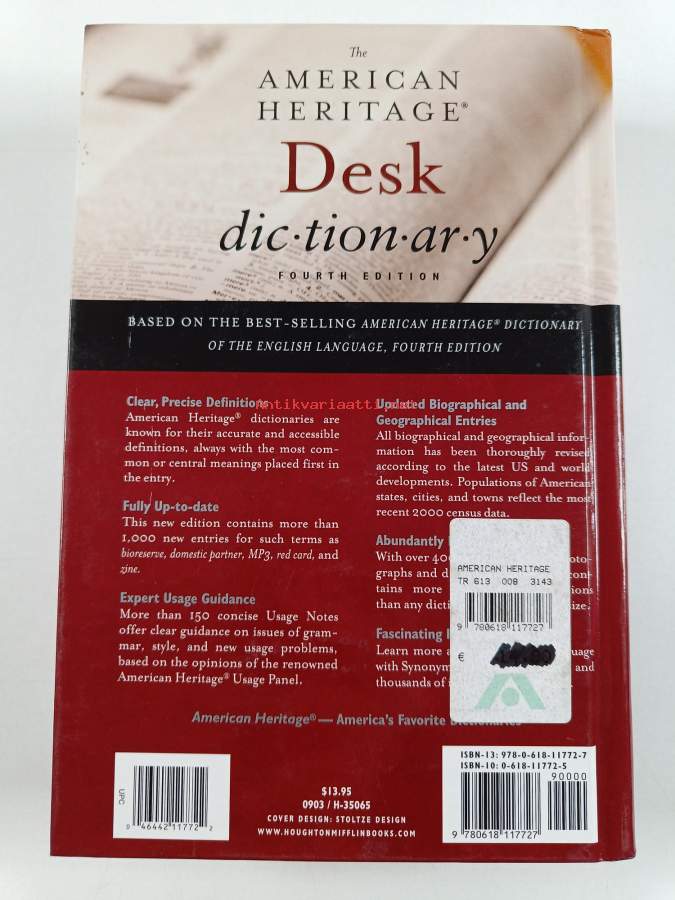 The
AMERICAN
HERITAGE®
Desk
dic·tion·ar·y
FOURTH EDITION
BASED ON THE BEST-SELLING AMERICAN HERITAGE® DICTIONARY
OF THE ENGLISH LANGUAGE, FOURTH EDITION
Clear, Precise Definitions
American Heritage® dictionaries are
known for their accurate and accessible
definitions, always with the most com-
mon or central meanings placed first in
the entry.
Fully Up-to-date
This new edition contains more than
1,000 new entries for such terms as
bioreserve, domestic partner, MP3, red card, and
zine.
Expert Usage Guidance
More than 150 concise Usage Notes
offer clear guidance on issues of gram-
mar, style, and new usage problems,
based on the opinions of the renowned
American Heritage® Usage Panel.
Updated Biographical and
Geographical Entries
All biographical and geographical infor-
mation has been thoroughly revised
according to the latest US and world
developments. Populations of American
states, cities, and towns reflect the most
recent 2000 census data.
Abundantly
With over
graphs and
tains more
than any
Fascinating
Learn more
with
thousands of
and
AMERICAN HERITAGE
TR 613 008 3143
9 780618 117727
€
American Heritage® — America's Favorite Dictionaries
UPC
0 46442 11772 2
$13.95
0903 / H-35065
COVER DESIGN: STOLTZE DESIGN
WWW.HOUGHTONMIFFLINBOOKS.COM
ISBN-13: 978-0-618-11772-7
ISBN-10: 0-618-11772-5
90000
9 780618 117727